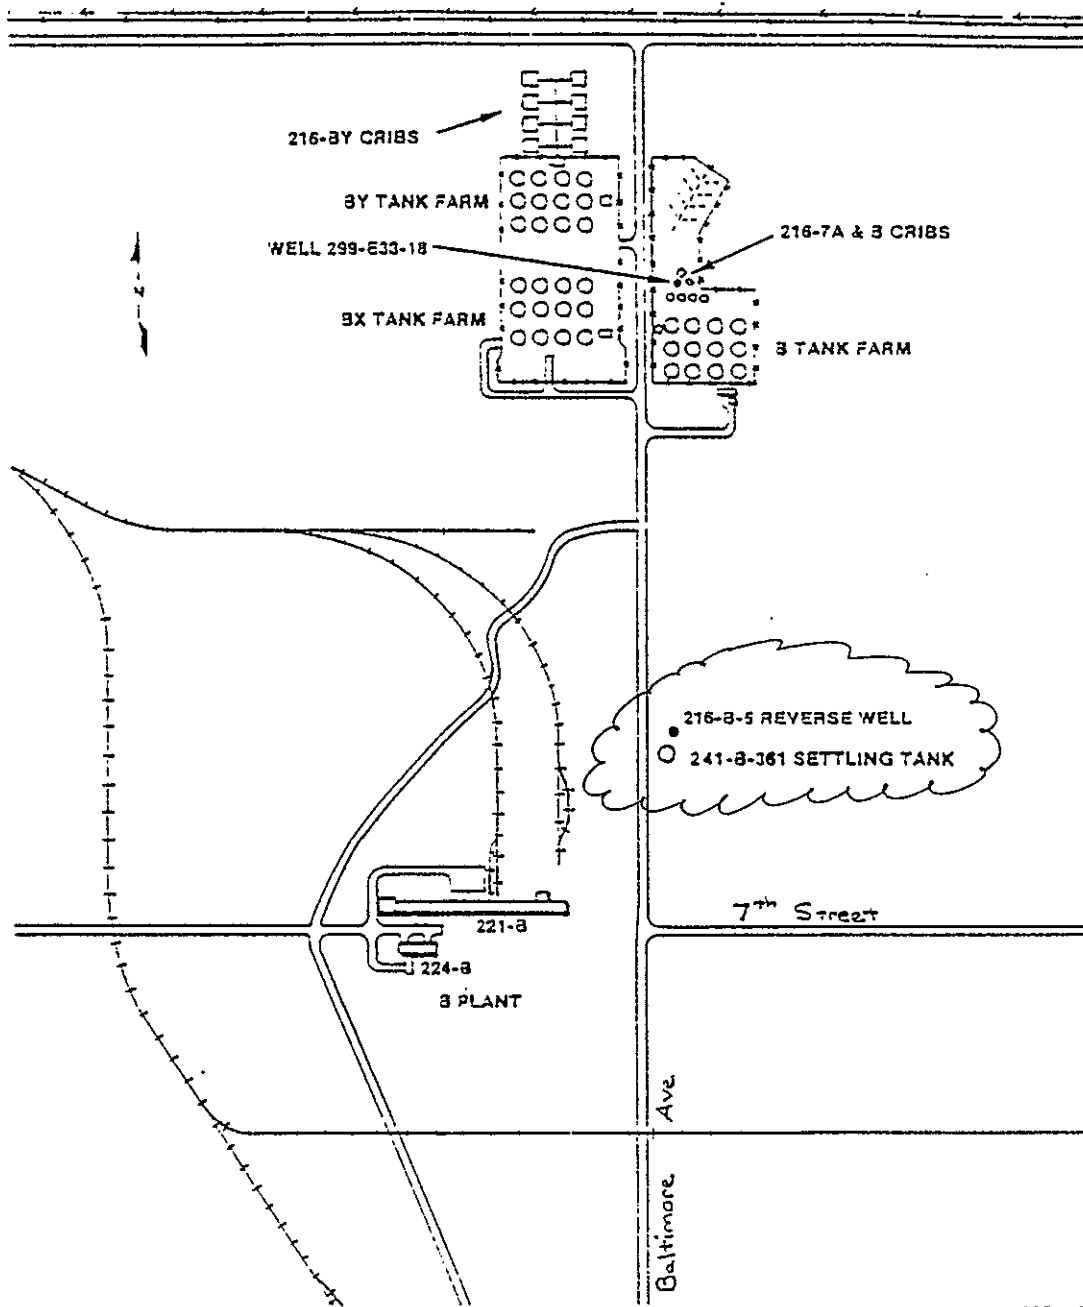 216-BY CRIBS
BY TANK FARM
216-7A & B CRIBS
WELL 299-E33-18
BX TANK FARM
B TANK FARM
216-B-5 REVERSE WELL
241-B-361 SETTLING TANK
7th Street
221-B
224-B
B PLANT
Baltimore Ave.